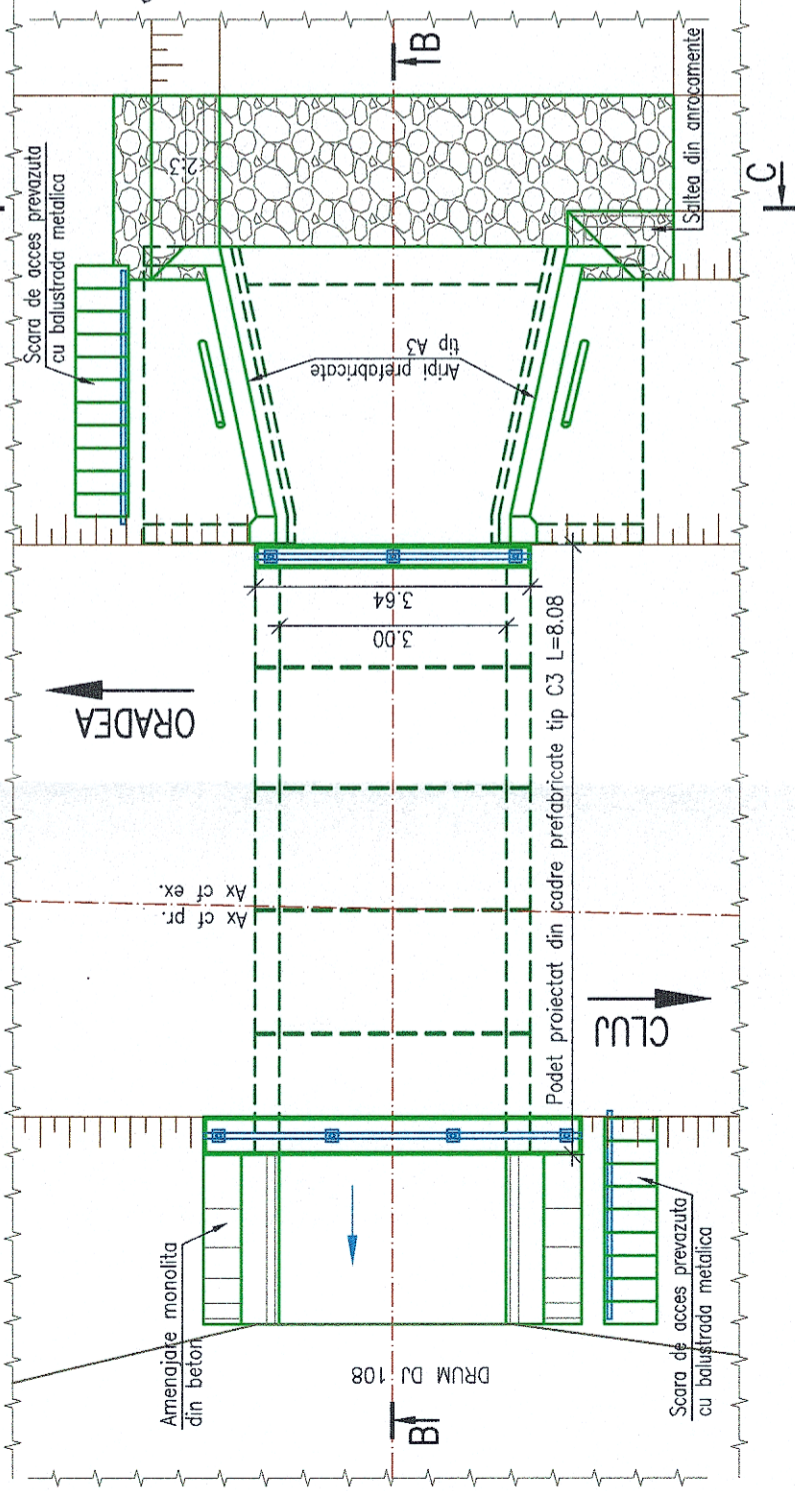 Scara de acces prevazuta
cu balustrada metalica
B
2:3
Saltea din anrocamente
C
Aripi prefabricate
tip A3
3.64
3.00
ORADEA
Podet proiectat din cadre prefabricate tip C3 L=8.08
Ax cf ex.
Ax cf pr.
CLUJ
Amenajare monolita
din beton
DRUM DJ 108
B
Scara de acces prevazuta
cu balustrada metalica